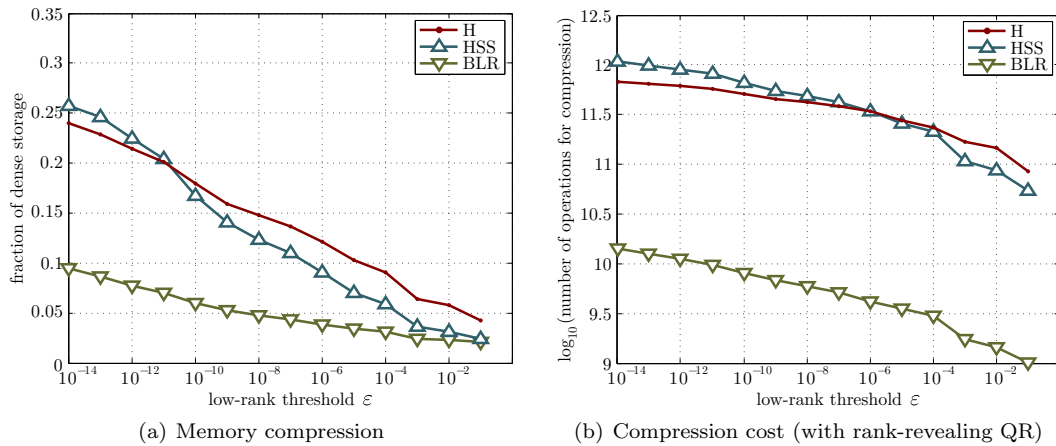 0.35
0.3
0.25
0.2
0.15
0.1
0.05
0
fraction of dense storage
H
HSS
BLR
10⁻¹⁴ 10⁻¹² 10⁻¹⁰ 10⁻⁸ 10⁻⁶ 10⁻⁴ 10⁻²
low-rank threshold ε
(a) Memory compression
12.5
12
11.5
11
10.5
10
9.5
9
log₁₀(number of operations for compression)
H
HSS
BLR
10⁻¹⁴ 10⁻¹² 10⁻¹⁰ 10⁻⁸ 10⁻⁶ 10⁻⁴ 10⁻²
low-rank threshold ε
(b) Compression cost (with rank-revealing QR)